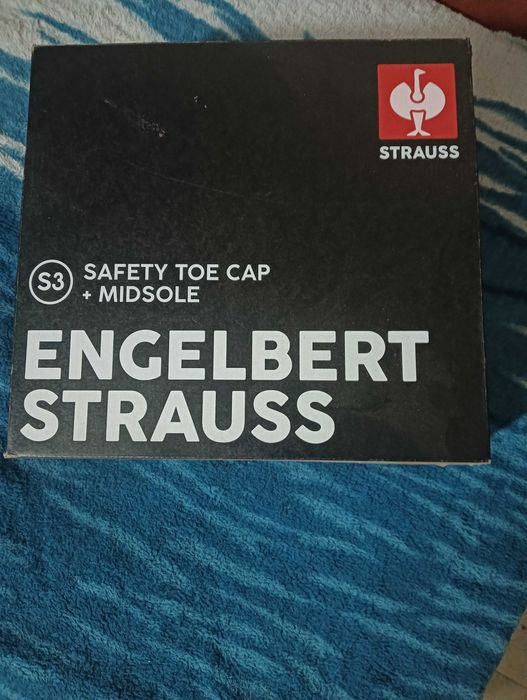 STRAUSS
S3
SAFETY TOE CAP
+ MIDSOLE
ENGELBERT
STRAUSS